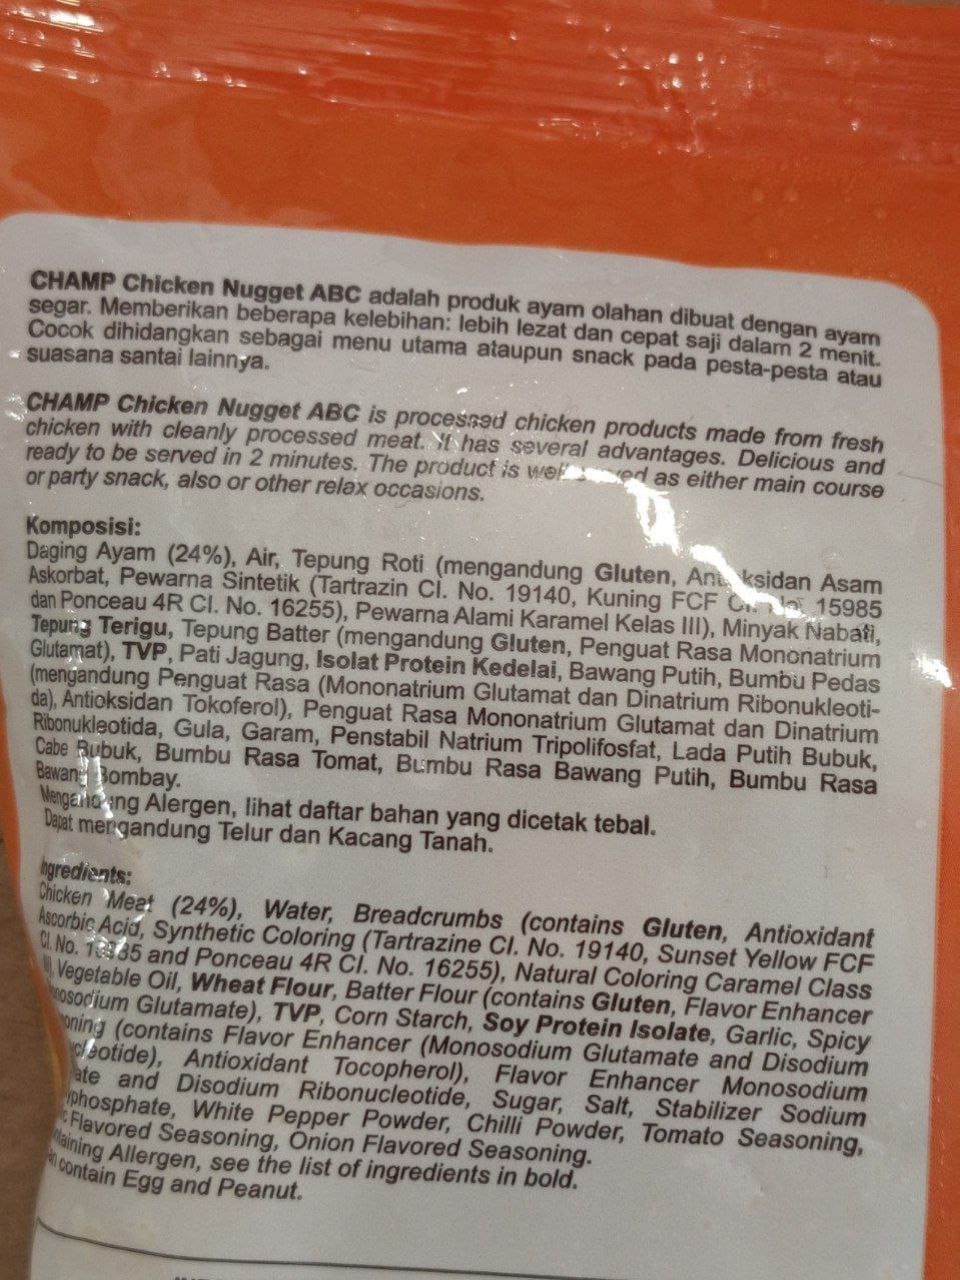 CHAMP Chicken Nugget ABC adalah produk ayam olahan dibuat dengan ayam
segar. Memberikan beberapa kelebihan: lebih lezat dan cepat saji dalam 2 menit.
Cocok dihidangkan sebagai menu utama ataupun snack pada pesta-pesta atau
suasana santai lainnya.
CHAMP Chicken Nugget ABC is processed chicken products made from fresh
chicken with cleanly processed meat. It has several advantages. Delicious and
ready to be served in 2 minutes. The product is as either main course
or party snack, also or other relax occasions.
Komposisi:
Daging Ayam (24%), Air, Tepung Roti (mengandung Gluten, Asam
Askorbat, Pewarna Sintetik (Tartrazin CI. No. 19140, Kuning FCF 15985
dan Ponceau 4R CI. No. 16255), Pewarna Alami Karamel Kelas III), Minyak Nabati,
Tepung Terigu, Tepung Batter (mengandung Gluten, Penguat Rasa Mononatrium
Glutamat), TVP, Pati Jagung, Isolat Protein Kedelai, Bawang Putih, Bumbu Pedas
(mengandung Penguat Rasa (Mononatrium Glutamat dan Dinatrium Ribonukleoti-
da), Antioksidan Tokoferol), Penguat Rasa Mononatrium Glutamat dan Dinatrium
Ribonukleotida, Gula, Garam, Penstabil Natrium Tripolifosfat, Lada Putih Bubuk,
Cabe Bubuk, Bumbu Rasa Tomat, Bumbu Rasa Bawang Putih, Bumbu Rasa
Bawang Bombay.
Mengandung Alergen, lihat daftar bahan yang dicetak tebal.
Dapat mengandung Telur dan Kacang Tanah.
Ingredients:
Chicken Meat (24%), Water, Breadcrumbs (contains Gluten, Antioxidant
Ascorbic Acid, Synthetic Coloring (Tartrazine CI. No. 19140, Sunset Yellow FCF
CI. No. and Ponceau 4R CI. No. 16255), Natural Coloring Caramel Class
Vegetable Oil, Wheat Flour, Batter Flour (contains Gluten, Flavor Enhancer
Glutamate), TVP, Corn Starch, Soy Protein Isolate, Garlic, Spicy
(contains Flavor Enhancer (Monosodium Glutamate and Disodium
Antioxidant Tocopherol), Flavor Enhancer Monosodium
and Disodium Ribonucleotide, Sugar, Salt, Stabilizer Sodium
White Pepper Powder, Chilli Powder, Tomato Seasoning,
Flavored Seasoning, Onion Flavored Seasoning.
Allergen, see the list of ingredients in bold.
contain Egg and Peanut.